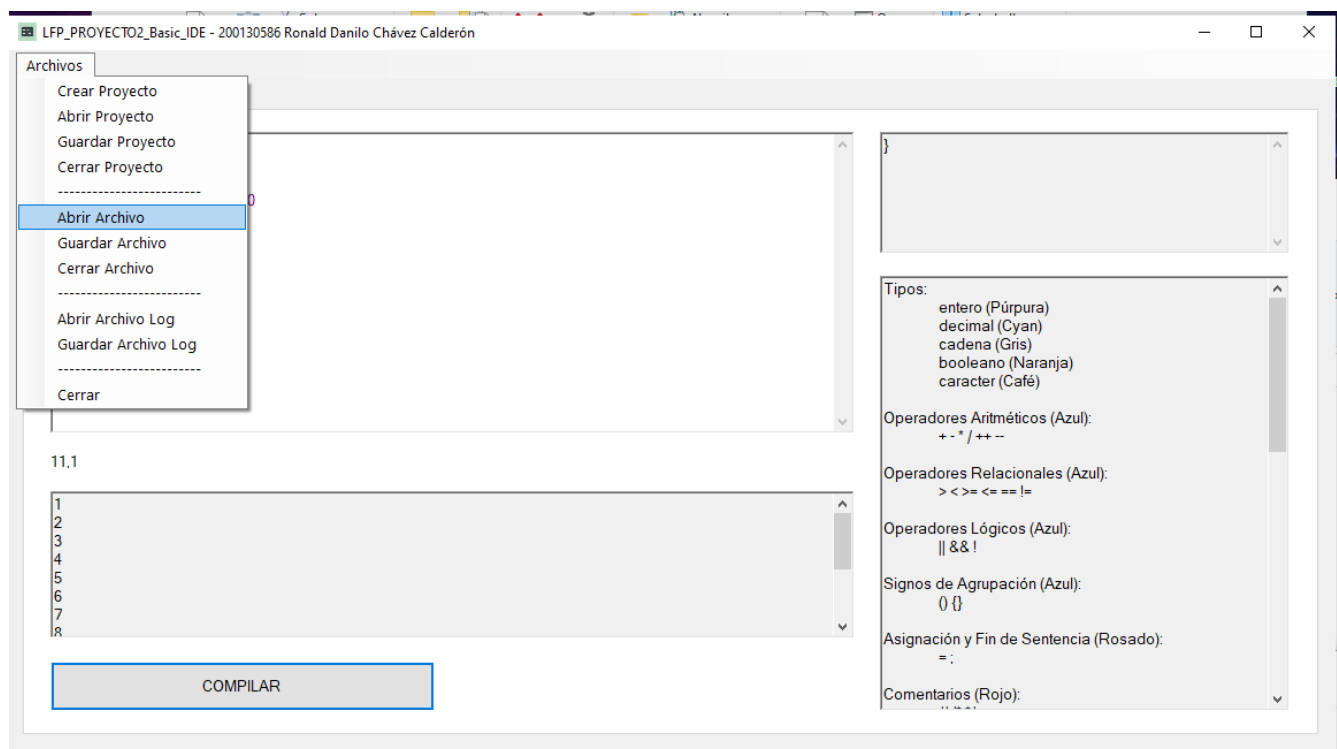 LFP_PROYECTO2_Basic_IDE - 200130586 Ronald Danilo Chávez Calderón
Archivos
Crear Proyecto
Abrir Proyecto
Guardar Proyecto
Cerrar Proyecto
-------------------------
Abrir Archivo
Guardar Archivo
Cerrar Archivo
-------------------------
Abrir Archivo Log
Guardar Archivo Log
-------------------------
Cerrar
0
11,1
1
2
3
4
5
6
7
8
COMPILAR
}
Tipos:
entero (Púrpura)
decimal (Cyan)
cadena (Gris)
booleano (Naranja)
caracter (Café)
Operadores Aritméticos (Azul):
+ - * / ++ --
Operadores Relacionales (Azul):
> < >= <= == !=
Operadores Lógicos (Azul):
|| && !
Signos de Agrupación (Azul):
() {}
Asignación y Fin de Sentencia (Rosado):
= ;
Comentarios (Rojo):